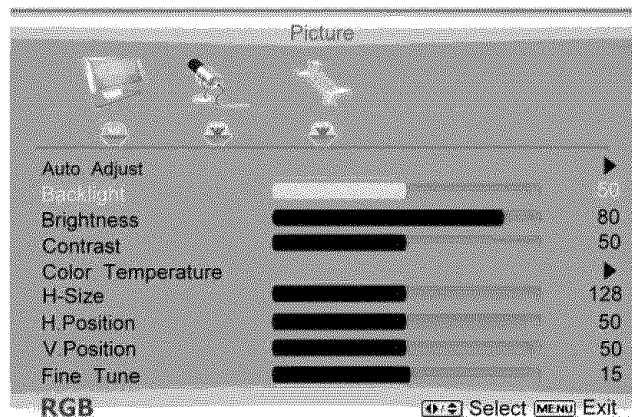 Picture
Auto Adjust
Backlight 50
Brightness 80
Contrast 50
Color Temperature
H-Size 128
H.Position 50
V.Position 50
Fine Tune 15
RGB Select MENU Exit